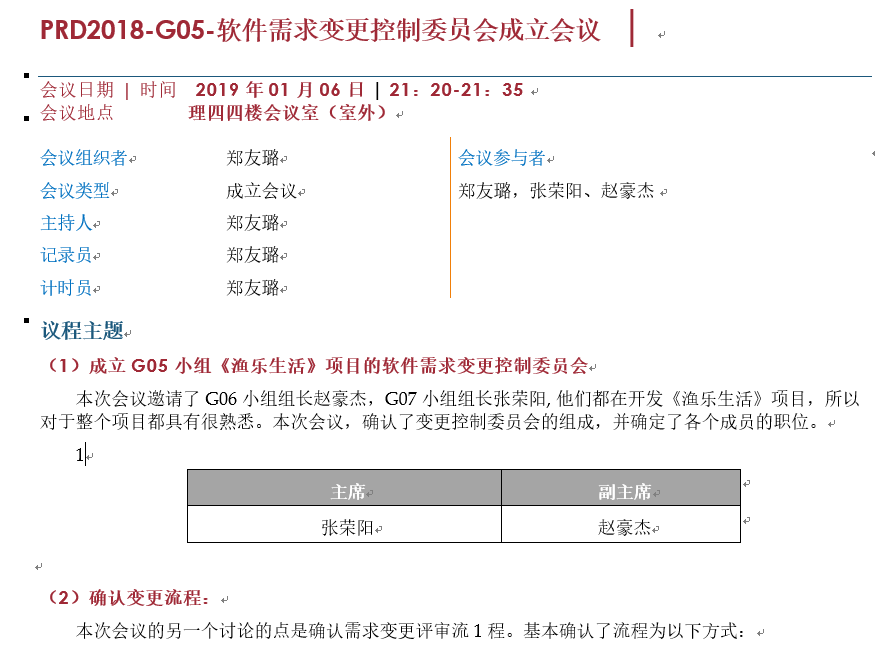 PRD2018-G05-软件需求变更控制委员会成立会议
会议日期 | 时间 2019 年 01 月 06 日 | 21：20-21：35
会议地点 理四四楼会议室（室外）
会议组织者 郑友璐
会议类型 成立会议
主持人 郑友璐
记录员 郑友璐
计时员 郑友璐
会议参与者
郑友璐，张荣阳、赵豪杰
议程主题
（1）成立 G05 小组《渔乐生活》项目的软件需求变更控制委员会
本次会议邀请了 G06 小组组长赵豪杰，G07 小组组长张荣阳, 他们都在开发《渔乐生活》项目，所以
对于整个项目都具有很熟悉。本次会议，确认了变更控制委员会的组成，并确定了各个成员的职位。
1
主席 副主席
张荣阳 赵豪杰
（2）确认变更流程：
本次会议的另一个讨论的点是确认需求变更评审流 1 程。基本确认了流程为以下方式：